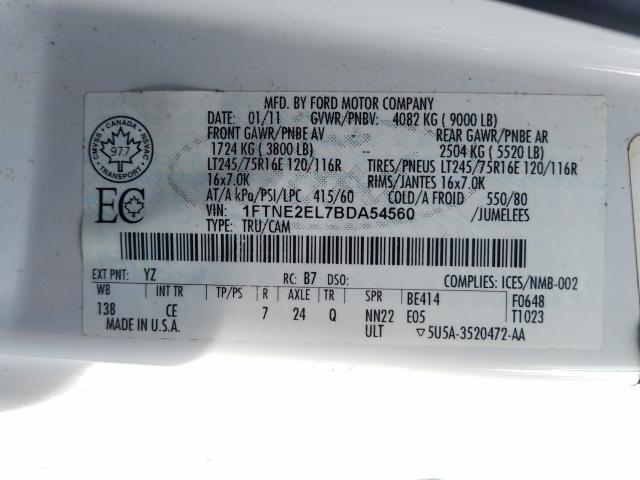 MFD. BY FORD MOTOR COMPANY
DATE: 01/11 GVWR/PNBV: 4082 KG ( 9000 LB)
FRONT GAWR/PNBE AV REAR GAWR/PNBE AR
1724 KG ( 3800 LB) -- 2504 KG ( 5520 LB)
LT245/75R16E 120/116R TIRES/PNEUS LT245/75R16E 120/116R
16x7.0K RIMS/JANTES 16x7.0K
AT/A kPa/PSI/LPC 415/60 COLD/A FROID 550/80
VIN: 1FTNE2EL7BDA54560 /JUMELEES
TYPE: TRU/CAM
CANADA
CMVSS NSVAC
977
TRANSPORT
EC
EXT PNT: YZ RC: B7 DSO: COMPLIES: ICES/NMB-002
WB INT TR TP/PS R AXLE TR SPR BE414 F0648
138 CE 7 24 Q NN22 E05 T1023
MADE IN U.S.A. ULT ▽5U5A-3520472-AA